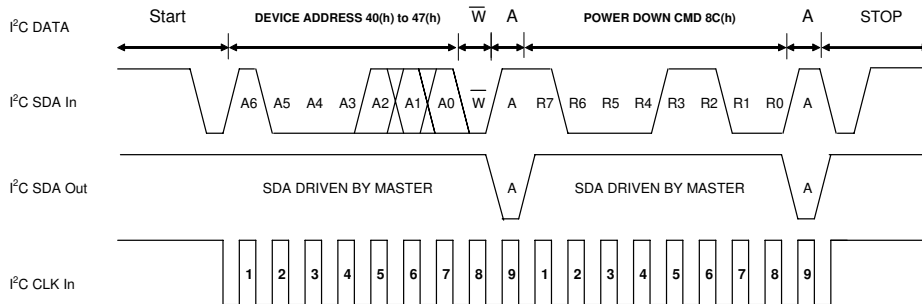 I²C DATA Start DEVICE ADDRESS 40(h) to 47(h) W̅ A POWER DOWN CMD 8C(h) A STOP
I²C SDA In A6 A5 A4 A3 A2 A1 A0 W̅ A R7 R6 R5 R4 R3 R2 R1 R0 A
I²C SDA Out SDA DRIVEN BY MASTER A SDA DRIVEN BY MASTER A
I²C CLK In 1 2 3 4 5 6 7 8 9 1 2 3 4 5 6 7 8 9